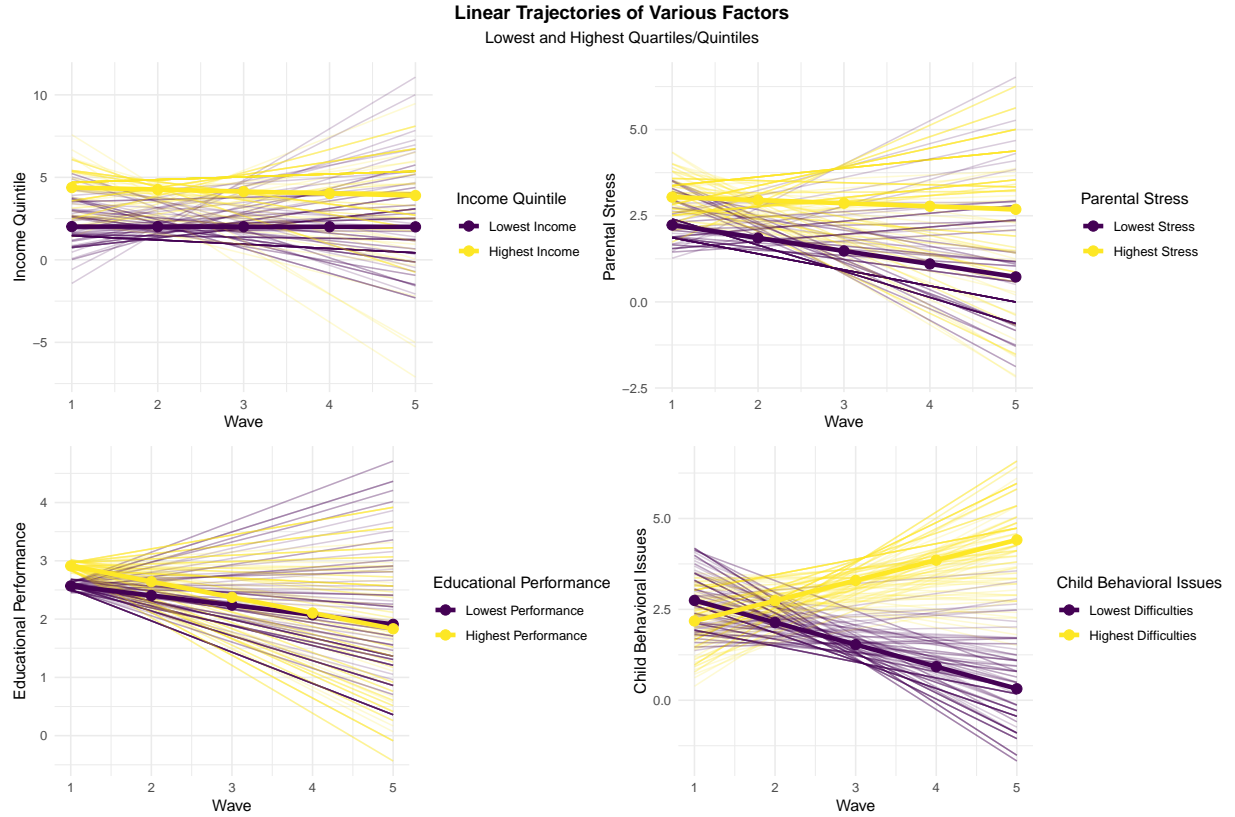 Linear Trajectories of Various Factors
Lowest and Highest Quartiles/Quintiles
Income Quintile
10
5
0
−5
1 2 3 4 5
Wave
Income Quintile
Lowest Income
Highest Income
Parental Stress
5.0
2.5
0.0
−2.5
1 2 3 4 5
Wave
Parental Stress
Lowest Stress
Highest Stress
Educational Performance
4
3
2
1
0
1 2 3 4 5
Wave
Educational Performance
Lowest Performance
Highest Performance
Child Behavioral Issues
5.0
2.5
0.0
1 2 3 4 5
Wave
Child Behavioral Issues
Lowest Difficulties
Highest Difficulties